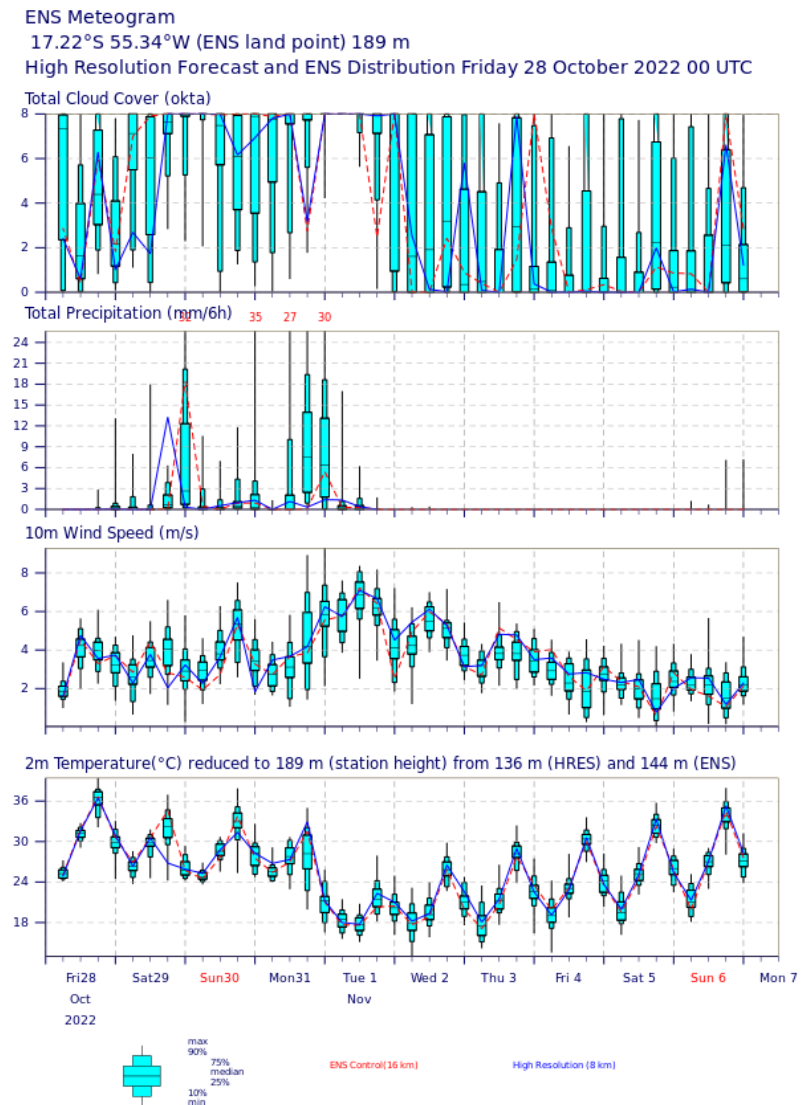 ENS Meteogram
17.22°S 55.34°W (ENS land point) 189 m
High Resolution Forecast and ENS Distribution Friday 28 October 2022 00 UTC
Total Cloud Cover (okta)
8
6
4
2
0
Total Precipitation (mm/6h)
32 35 27 30
24
21
18
15
12
9
6
3
0
10m Wind Speed (m/s)
8
6
4
2
2m Temperature(°C) reduced to 189 m (station height) from 136 m (HRES) and 144 m (ENS)
36
30
24
18
Fri28 Sat29 Sun30 Mon31 Tue 1 Wed 2 Thu 3 Fri 4 Sat 5 Sun 6 Mon 7
Oct Nov
2022
max
90%
75%
median
25%
10%
min
ENS Control(16 km)
High Resolution (8 km)